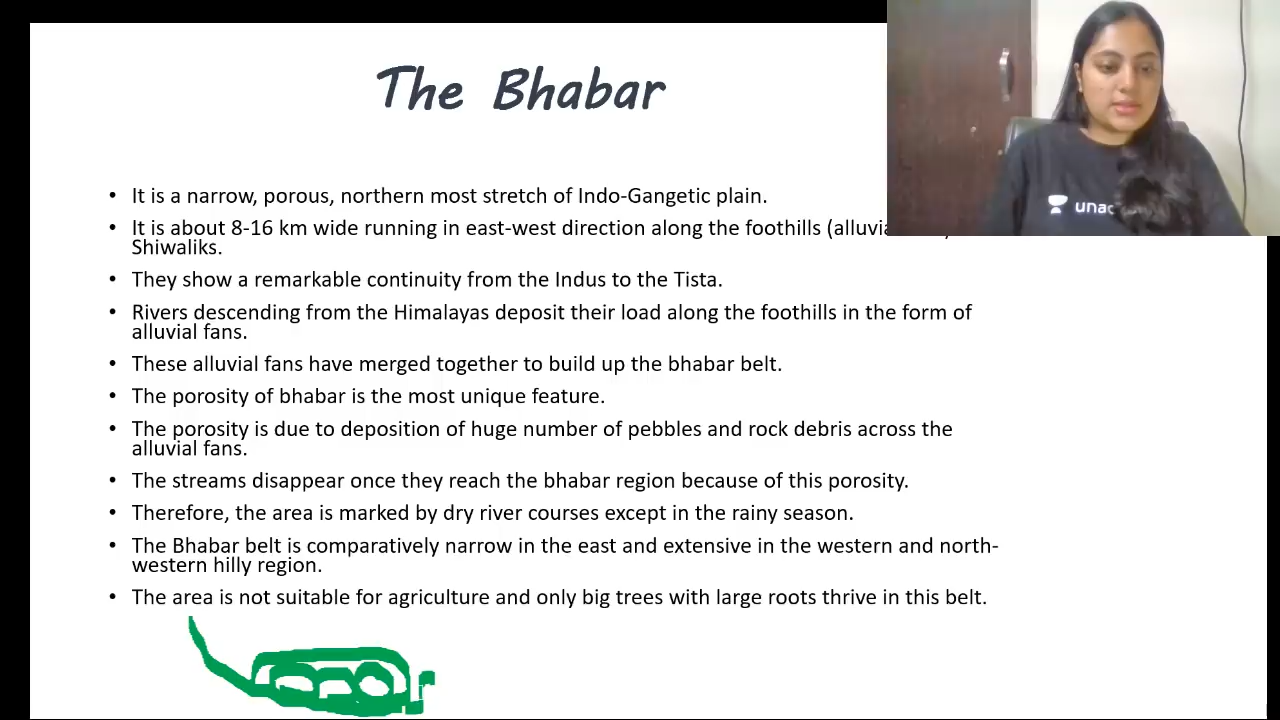 The Bhabar
• It is a narrow, porous, northern most stretch of Indo-Gangetic plain.
• It is about 8-16 km wide running in east-west direction along the foothills
Shiwaliks.
• They show a remarkable continuity from the Indus to the Tista.
• Rivers descending from the Himalayas deposit their load along the foothills in the form of
alluvial fans.
• These alluvial fans have merged together to build up the bhabar belt.
• The porosity of bhabar is the most unique feature.
• The porosity is due to deposition of huge number of pebbles and rock debris across the
alluvial fans.
• The streams disappear once they reach the bhabar region because of this porosity.
• Therefore, the area is marked by dry river courses except in the rainy season.
• The Bhabar belt is comparatively narrow in the east and extensive in the western and north-
western hilly region.
• The area is not suitable for agriculture and only big trees with large roots thrive in this belt.